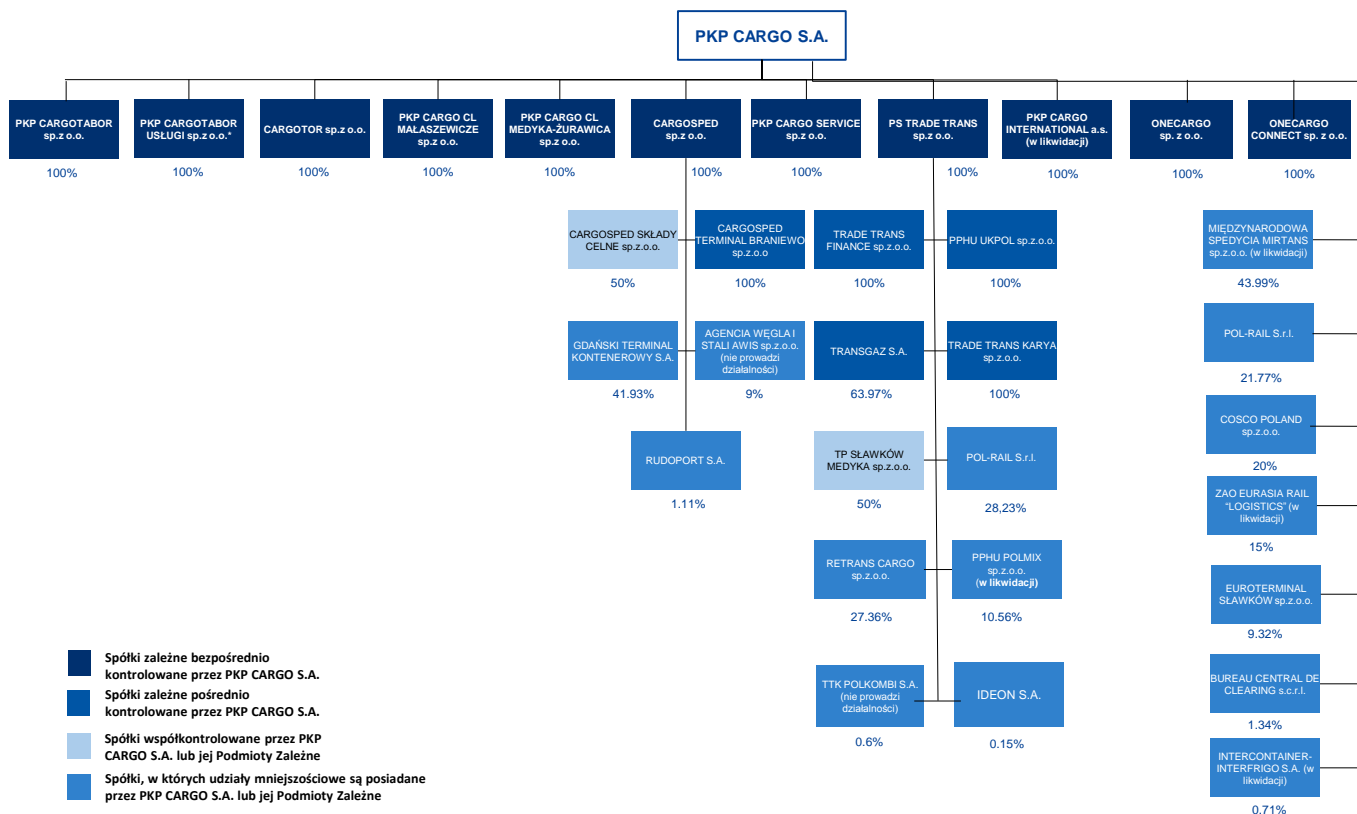 PKP CARGO S.A.
PKP CARGOTABOR
sp.z o.o.
100%
PKP CARGOTABOR
USŁUGI sp.z o.o.*
100%
CARGOTOR sp.z o.o.
100%
PKP CARGO CL
MAŁASZEWICZE
sp.z o.o.
100%
PKP CARGO CL
MEDYKA-ŻURAWICA
sp.z o.o.
100%
CARGOSPED
sp.z o.o.
100%
PKP CARGO SERVICE
sp.z o.o.
100%
PS TRADE TRANS
sp.z o.o.
100%
PKP CARGO
INTERNATIONAL a.s.
(w likwidacji)
100%
ONECARGO
sp. z o.o.
100%
ONECARGO
CONNECT sp. z o.o.
100%
CARGOSPED SKŁADY
CELNE sp.z.o.o.
50%
CARGOSPED
TERMINAL BRANIEWO
sp.z.o.o
100%
GDAŃSKI TERMINAL
KONTENEROWY S.A.
41.93%
AGENCIA WĘGLA I
STALI AWIS sp.z.o.o.
(nie prowadzi
działalności)
9%
RUDOPORT S.A.
1.11%
TRADE TRANS
FINANCE sp.z.o.o.
100%
PPHU UKPOL sp.z.o.o.
100%
TRANSGAZ S.A.
63.97%
TRADE TRANS KARYA
sp.z.o.o.
100%
TP SŁAWKÓW
MEDYKA sp.z.o.o.
50%
POL-RAIL S.r.l.
28,23%
RETRANS CARGO
sp.z.o.o.
27.36%
PPHU POLMIX
sp.z.o.o.
(w likwidacji)
10.56%
TTK POLKOMBI S.A.
(nie prowadzi
działalności)
0.6%
IDEON S.A.
0.15%
MIĘDZYNARODOWA
SPEDYCIA MIRTANS
sp.z.o.o. (w likwidacji)
43.99%
POL-RAIL S.r.l.
21.77%
COSCO POLAND
sp.z.o.o.
20%
ZAO EURASIA RAIL
"LOGISTICS" (w
likwidacji)
15%
EUROTERMINAL
SŁAWKÓW sp.z.o.o.
9.32%
BUREAU CENTRAL DE
CLEARING s.c.r.l.
1.34%
INTERCONTAINER-
INTERFRIGO S.A. (w
likwidacji)
0.71%
Spółki zależne bezpośrednio
kontrolowane przez PKP CARGO S.A.
Spółki zależne pośrednio
kontrolowane przez PKP CARGO S.A.
Spółki współkontrolowane przez PKP
CARGO S.A. lub jej Podmioty Zależne
Spółki, w których udziały mniejszościowe są posiadane
przez PKP CARGO S.A. lub jej Podmioty Zależne